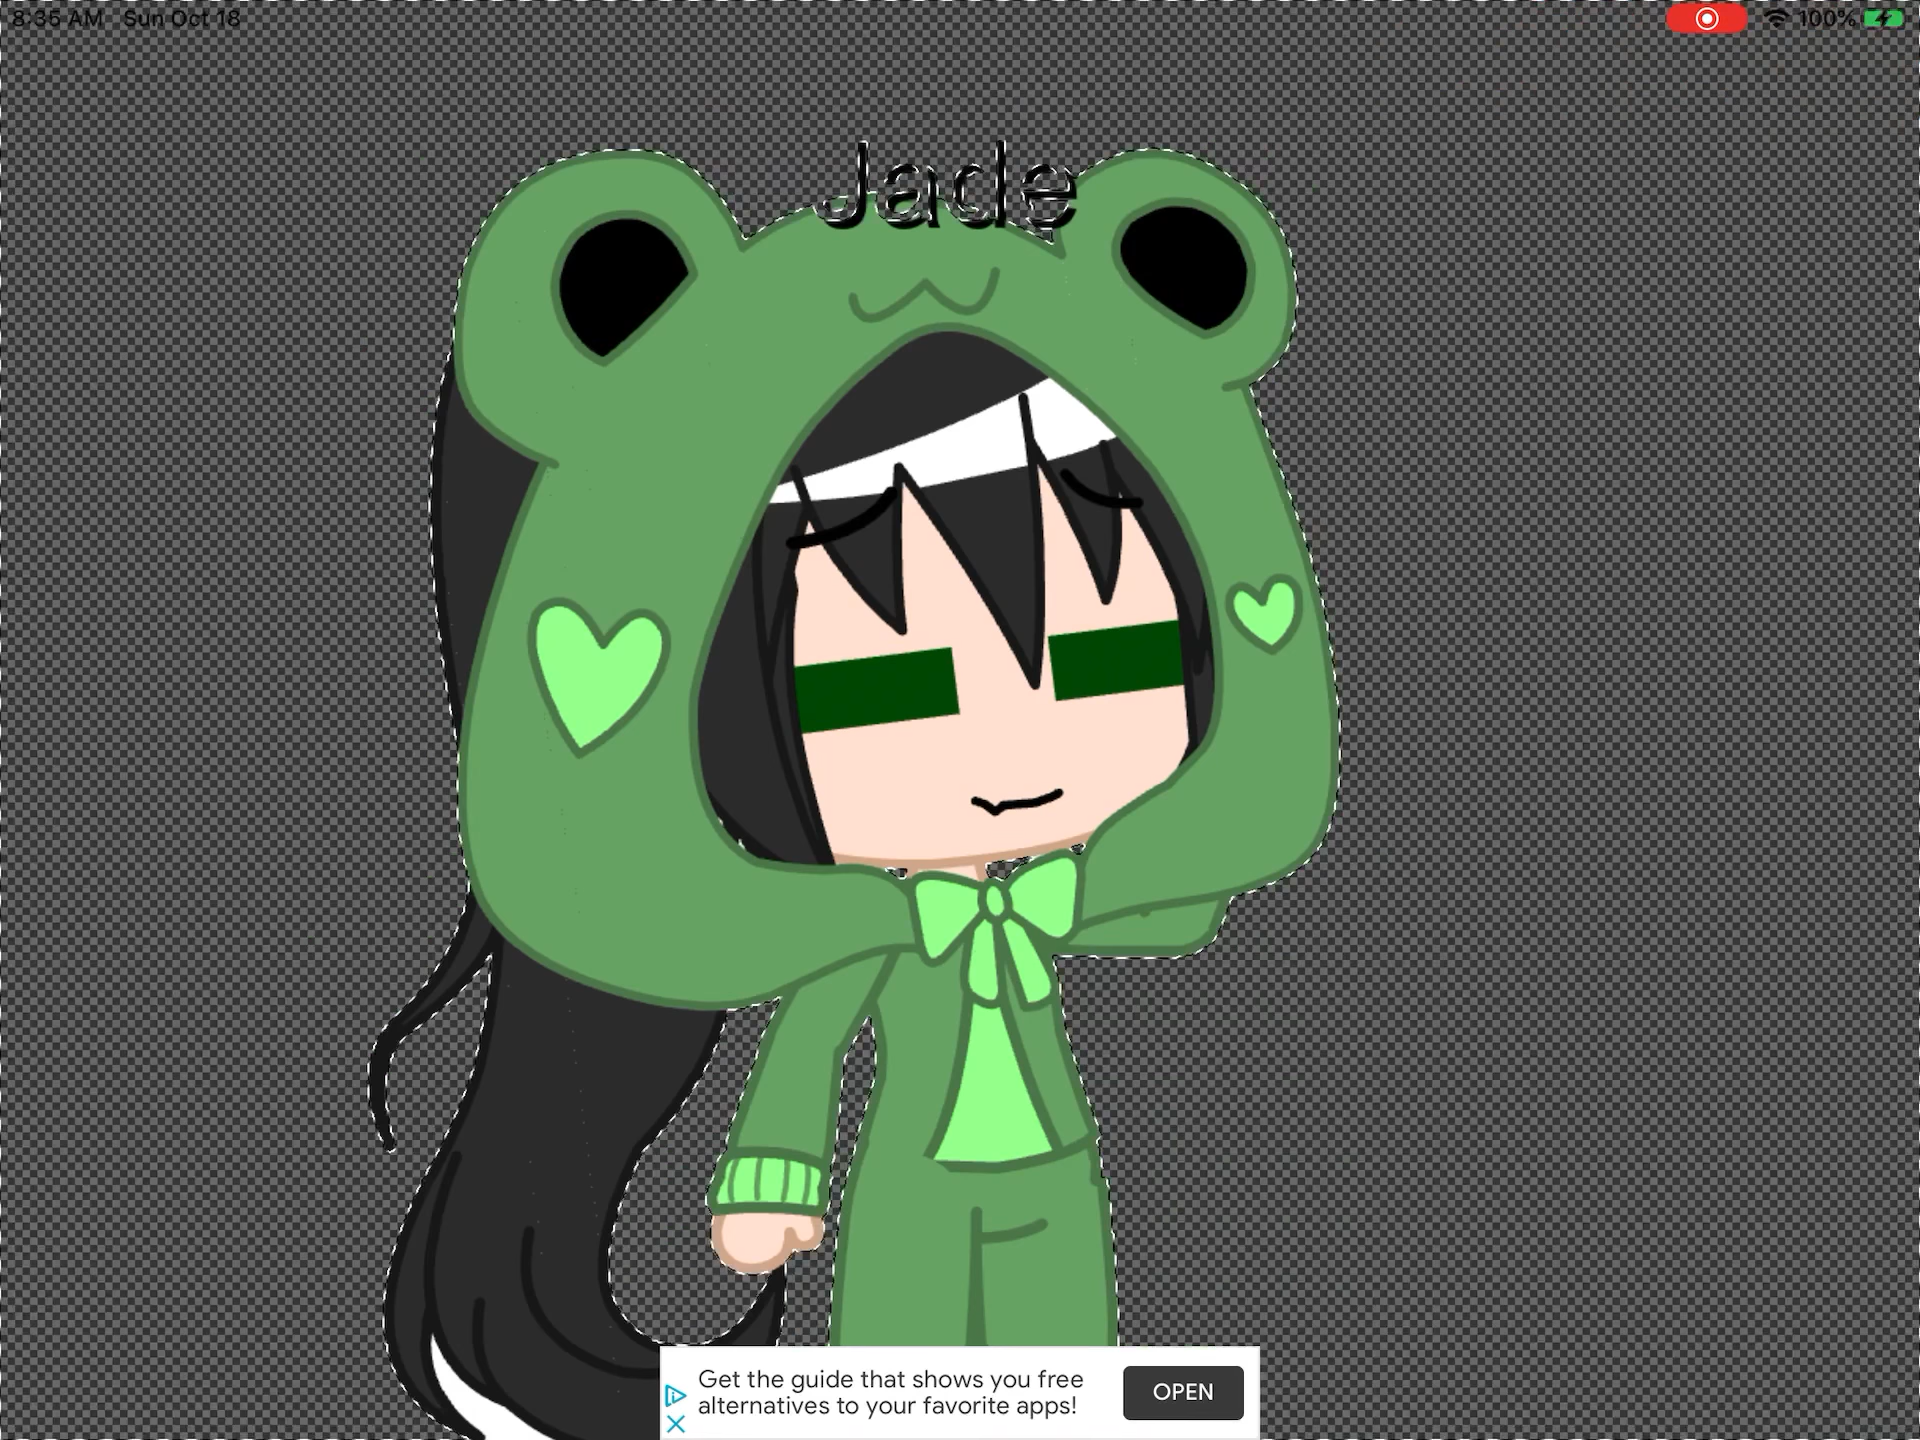 8:35 AM Sun Oct 18
100%
Jade
Get the guide that shows you free
alternatives to your favorite apps!
OPEN